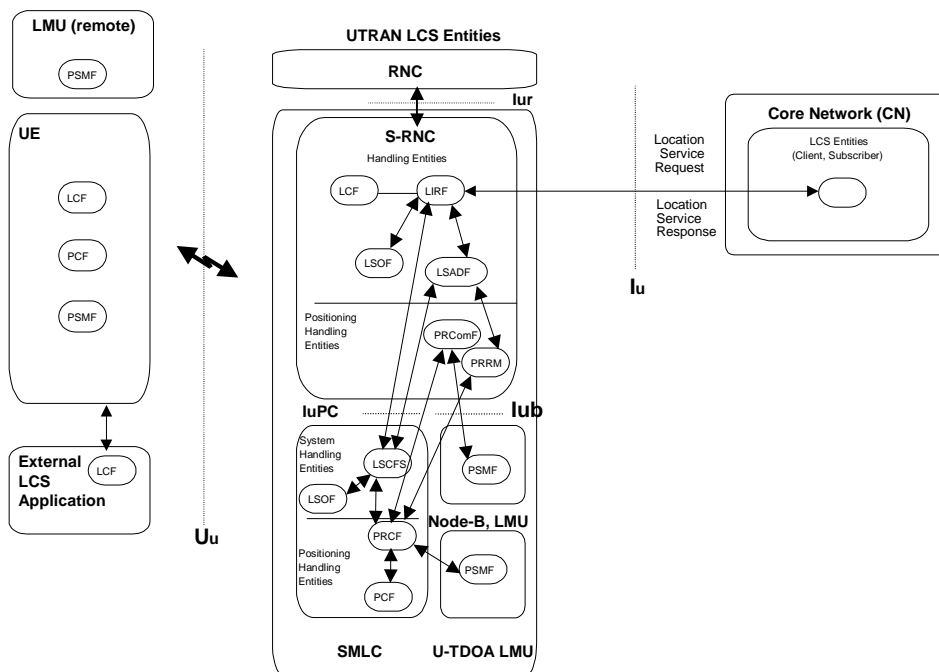 LMU (remote)
PSMF
UE
LCF
PCF
PSMF
External
LCS
Application
LCF
Uu
UTRAN LCS Entities
RNC
Iur
S-RNC
Handling Entities
LCF
LIRF
LSOF
LSADF
Positioning
Handling
Entities
PRComF
PRRM
IuPC
Iub
System
Handling
Entities
LSCFS
LSOF
PRCF
Positioning
Handling
Entities
PCF
SMLC
PSMF
Node-B, LMU
PSMF
U-TDOA LMU
Location
Service
Request
Location
Service
Response
Iu
Core Network (CN)
LCS Entities
(Client, Subscriber)